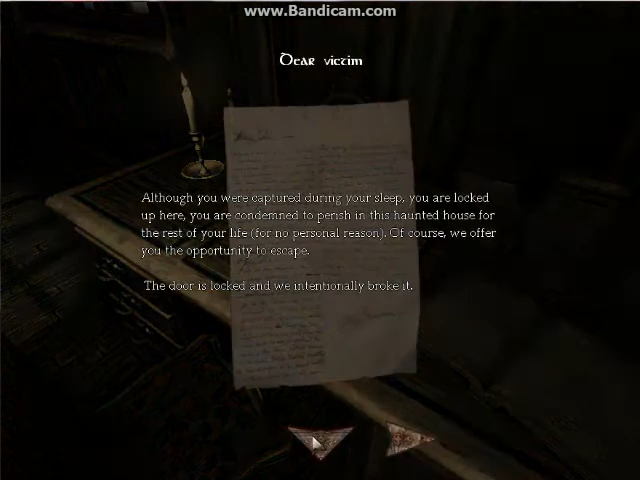 www.Bandicam.com
Dear victim
Although you were captured during your sleep, you are locked
up here, you are condemned to perish in this haunted house for
the rest of your life (for no personal reason). Of course, we offer
you the opportunity to escape.
The door is locked and we intentionally broke it.